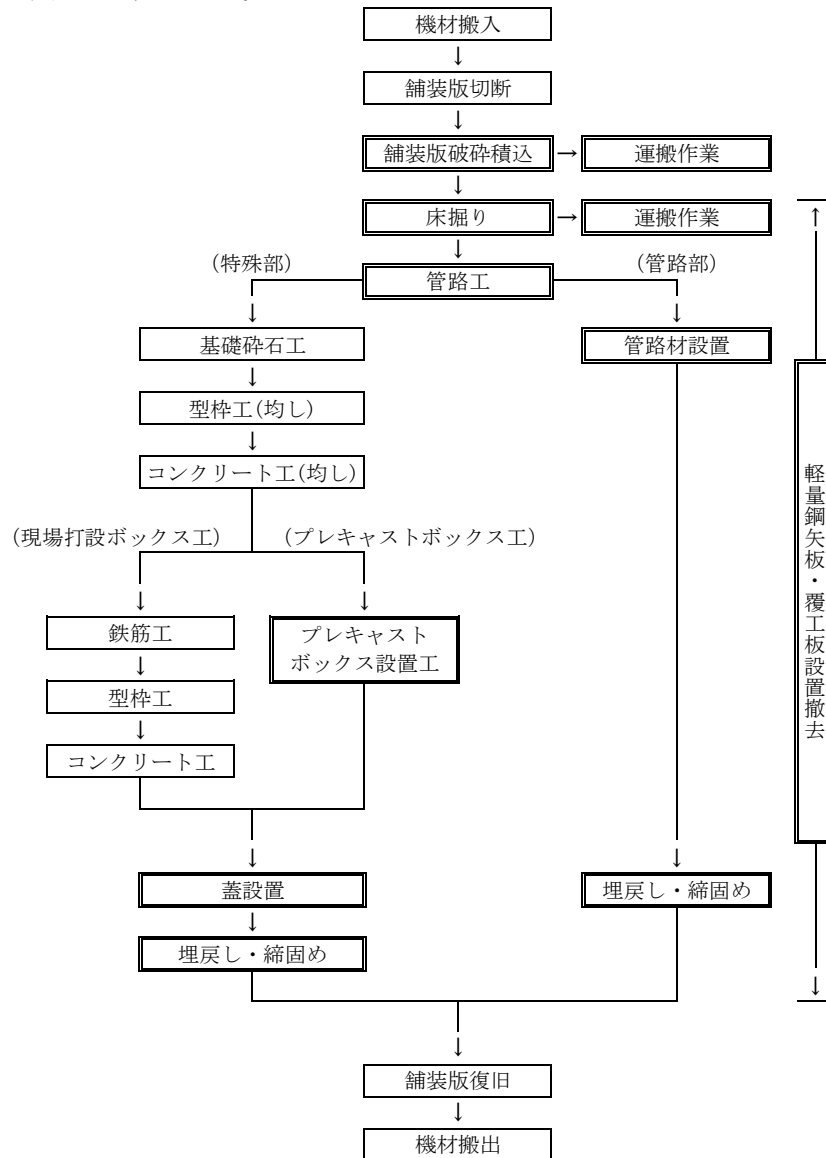 機材搬入
↓
舗装版切断
↓
舗装版破砕積込 → 運搬作業
↓
床掘り → 運搬作業
↓
(特殊部) 管路工 (管路部)
↓ ↓
基礎砕石工 管路材設置
↓
型枠工(均し)
↓
コンクリート工(均し)
(現場打設ボックス工) (プレキャストボックス工)
↓ ↓
鉄筋工
プレキャスト
ボックス設置工
↓
型枠工
↓
コンクリート工
↓ ↓
蓋設置 埋戻し・締固め
↓
埋戻し・締固め
↑
軽量鋼矢板・覆工板設置撤去
↓
↓
舗装版復旧
↓
機材搬出